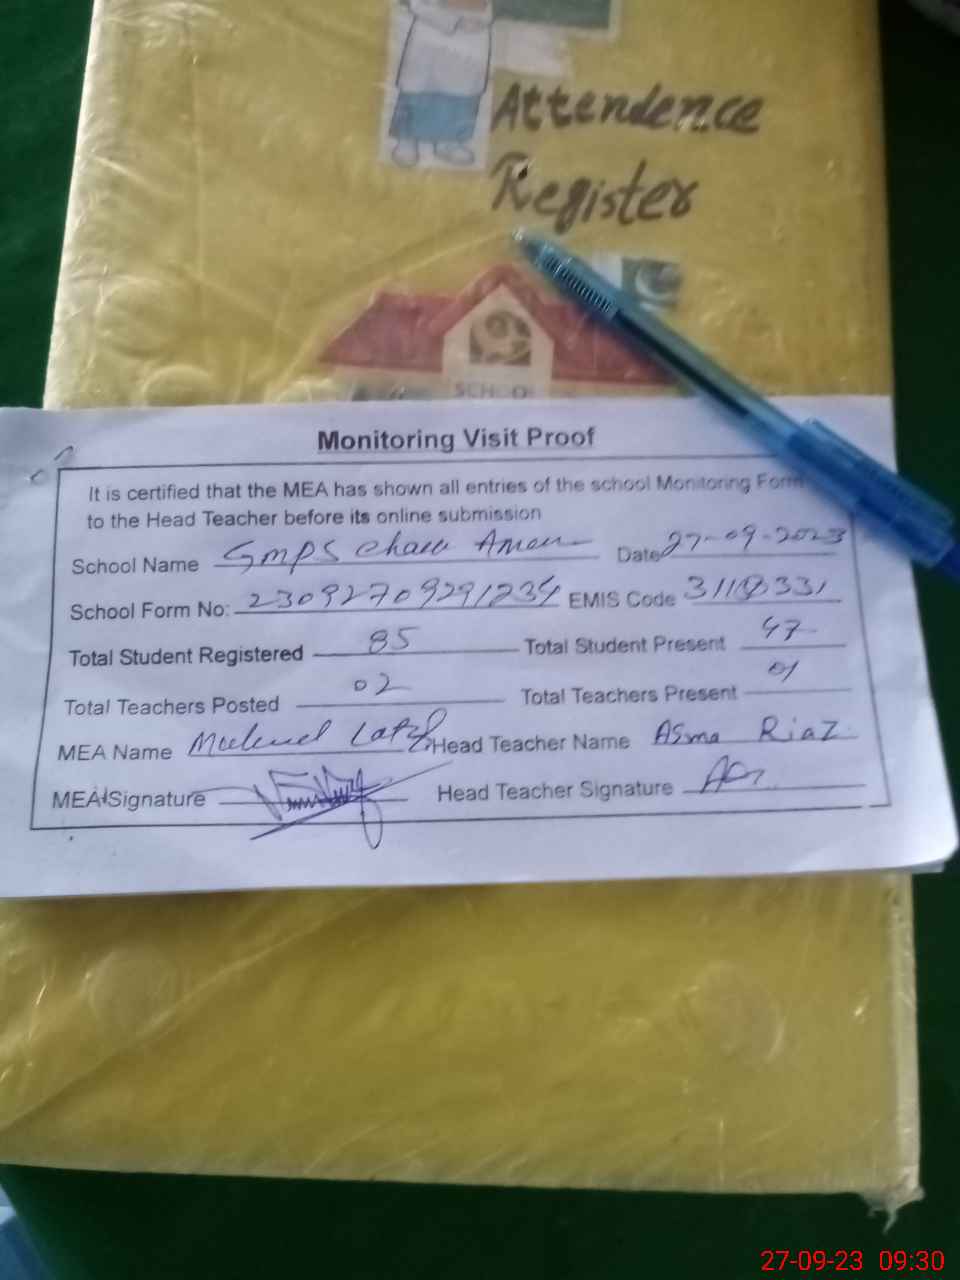 Attendence
Register
SCHOOL
Monitoring Visit Proof
It is certified that the MEA has shown all entries of the school Monitoring Form
to the Head Teacher before its online submission
School Name GMPS Aman Date 27-09-2023
School Form No: 23092709291234 EMIS Code
Total Student Registered 85 Total Student Present 47
Total Teachers Posted 02 Total Teachers Present 01
MEA Name Head Teacher Name Asma Riaz
MEA Signature Head Teacher Signature
27-09-23 09:30